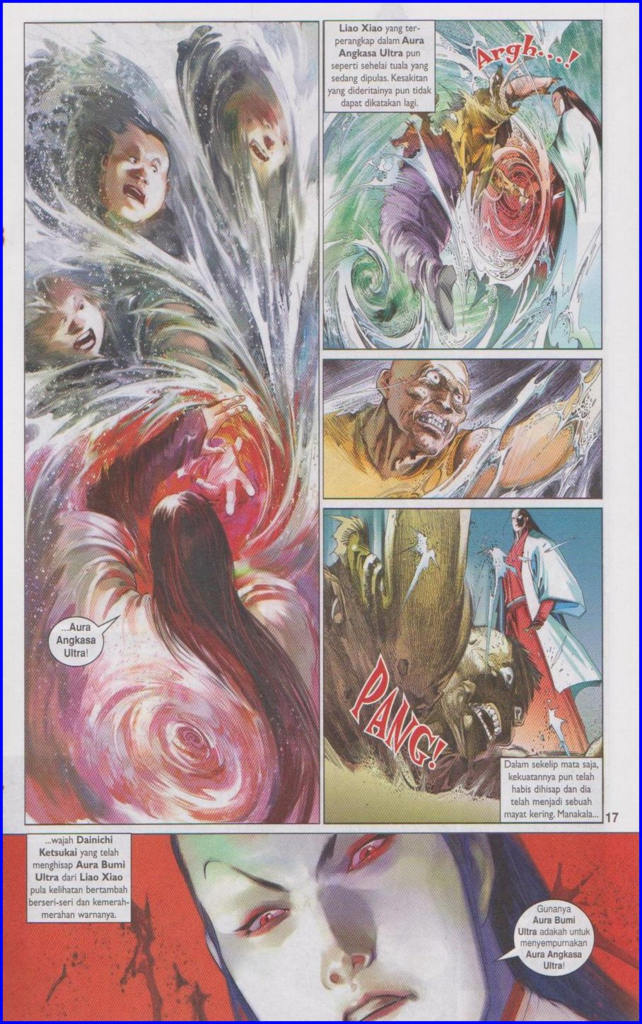 ...Aura
Angkasa
Ultra!
Liao Xiao yang ter-
perangkap dalam Aura
Angkasa Ultra pun
seperti sehelai tuala yang
sedang dipulas. Kesakitan
yang dideritainya pun tidak
dapat dikatakan lagi.
Argh...!
PANG!
Dalam sekelip mata saja,
kekuatannya pun telah
habis dihisap dan dia
telah menjadi sebuah
mayat kering. Manakala...
17
...wajah Dainichi
Ketsukai yang telah
menghisap Aura Bumi
Ultra dari Liao Xiao
pula kelihatan bertambah
berseri-seri dan kemerah-
merahan warnanya.
Gunanya
Aura Bumi
Ultra adakah untuk
menyempurnakan
Aura Angkasa
Ultra!